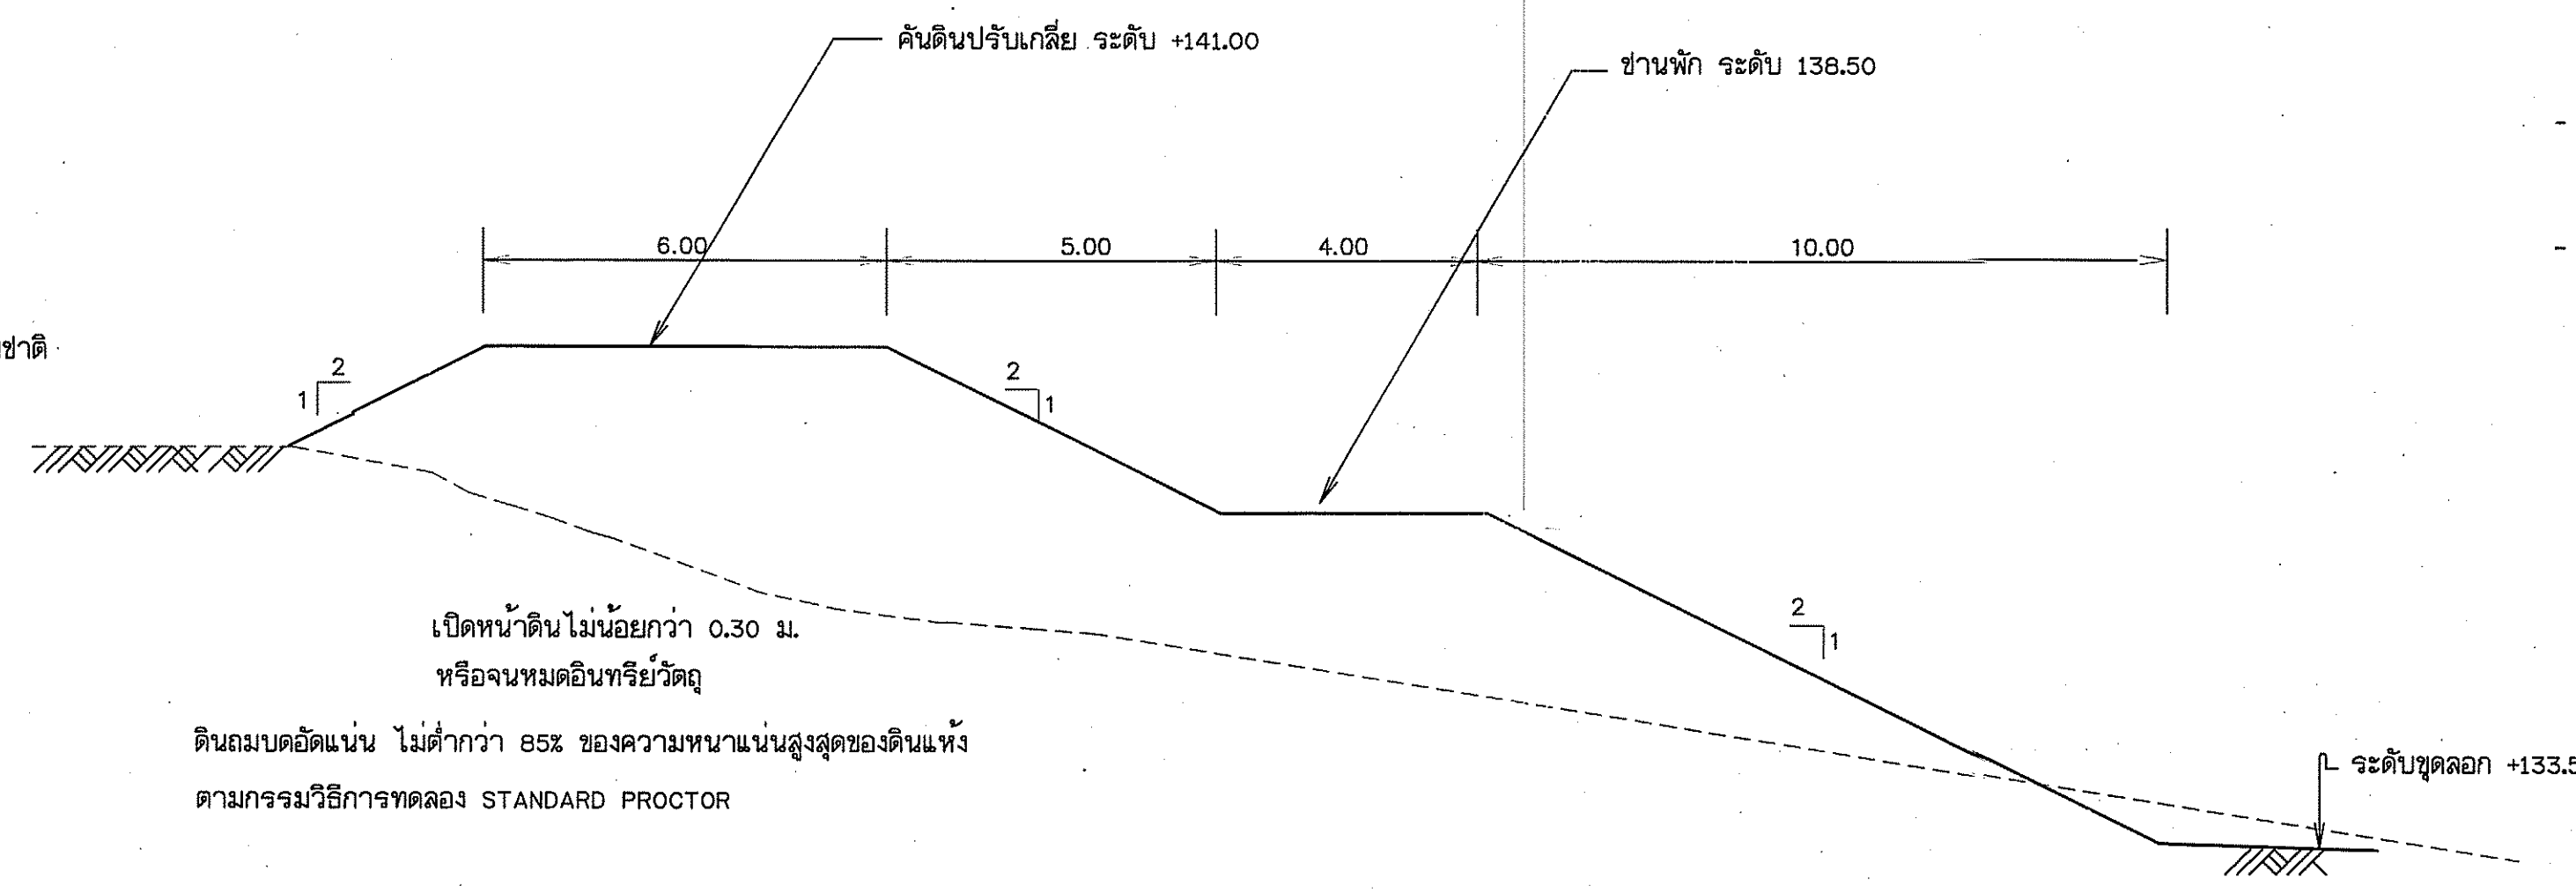 คันดินปรับเกลี่ย ระดับ +141.00
ชานพัก ระดับ 138.50
6.00
5.00
4.00
10.00
2
1
2
1
2
1
เปิดหน้าดินไม่น้อยกว่า 0.30 ม.
หรือจนหมดอินทรีย์วัตถุ
ดินถมบดอัดแน่น ไม่ต่ำกว่า 85% ของความหนาแน่นสูงสุดของดินแห้ง
ตามกรรมวิธีการทดลอง STANDARD PROCTOR
ระดับขุดลอก +133.5